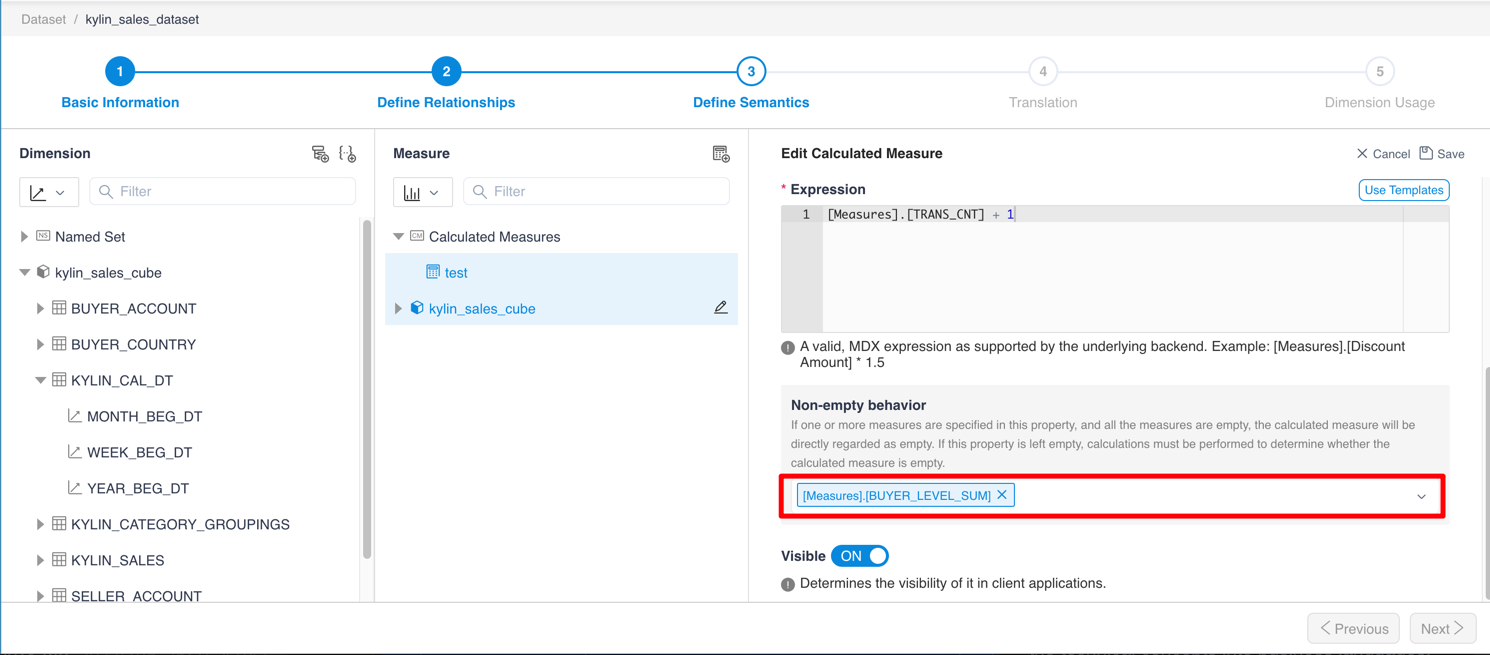 Dataset / kylin_sales_dataset
1 2 3 4 5
Basic Information Define Relationships Define Semantics Translation Dimension Usage
Dimension
Filter
NS Named Set
kylin_sales_cube
BUYER_ACCOUNT
BUYER_COUNTRY
KYLIN_CAL_DT
MONTH_BEG_DT
WEEK_BEG_DT
YEAR_BEG_DT
KYLIN_CATEGORY_GROUPINGS
KYLIN_SALES
SELLER_ACCOUNT
Measure
Filter
CM Calculated Measures
test
kylin_sales_cube
Edit Calculated Measure Cancel Save
* Expression Use Templates
1 [Measures].[TRANS_CNT] + 1
A valid, MDX expression as supported by the underlying backend. Example: [Measures].[Discount
Amount] * 1.5
Non-empty behavior
If one or more measures are specified in this property, and all the measures are empty, the calculated measure will be
directly regarded as empty. If this property is left empty, calculations must be performed to determine whether the
calculated measure is empty.
[Measures].[BUYER_LEVEL_SUM]
Visible ON
Determines the visibility of it in client applications.
Previous Next